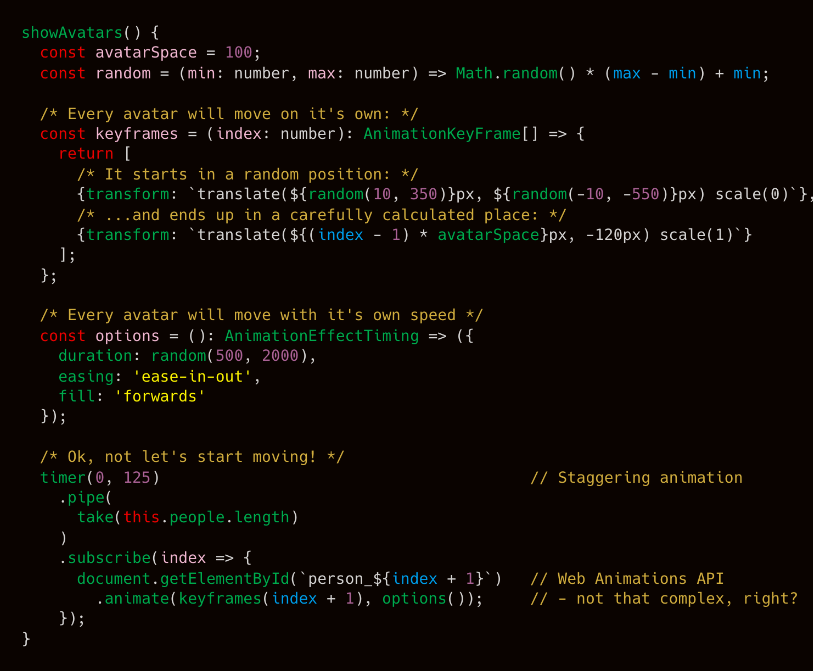 showAvatars() {
  const avatarSpace = 100;
  const random = (min: number, max: number) => Math.random() * (max - min) + min;

  /* Every avatar will move on it's own: */
  const keyframes = (index: number): AnimationKeyFrame[] => {
    return [
      /* It starts in a random position: */
      {transform: `translate(${random(10, 350)}px, ${random(-10, -550)}px) scale(0)`},
      /* ...and ends up in a carefully calculated place: */
      {transform: `translate(${(index - 1) * avatarSpace}px, -120px) scale(1)`}
    ];
  };

  /* Every avatar will move with it's own speed */
  const options = (): AnimationEffectTiming => ({
    duration: random(500, 2000),
    easing: 'ease-in-out',
    fill: 'forwards'
  });

  /* Ok, not let's start moving! */
  timer(0, 125)                                        // Staggering animation
    .pipe(
      take(this.people.length)
    )
    .subscribe(index => {
      document.getElementById(`person_${index + 1}`)   // Web Animations API
        .animate(keyframes(index + 1), options());     // - not that complex, right?
    });
}